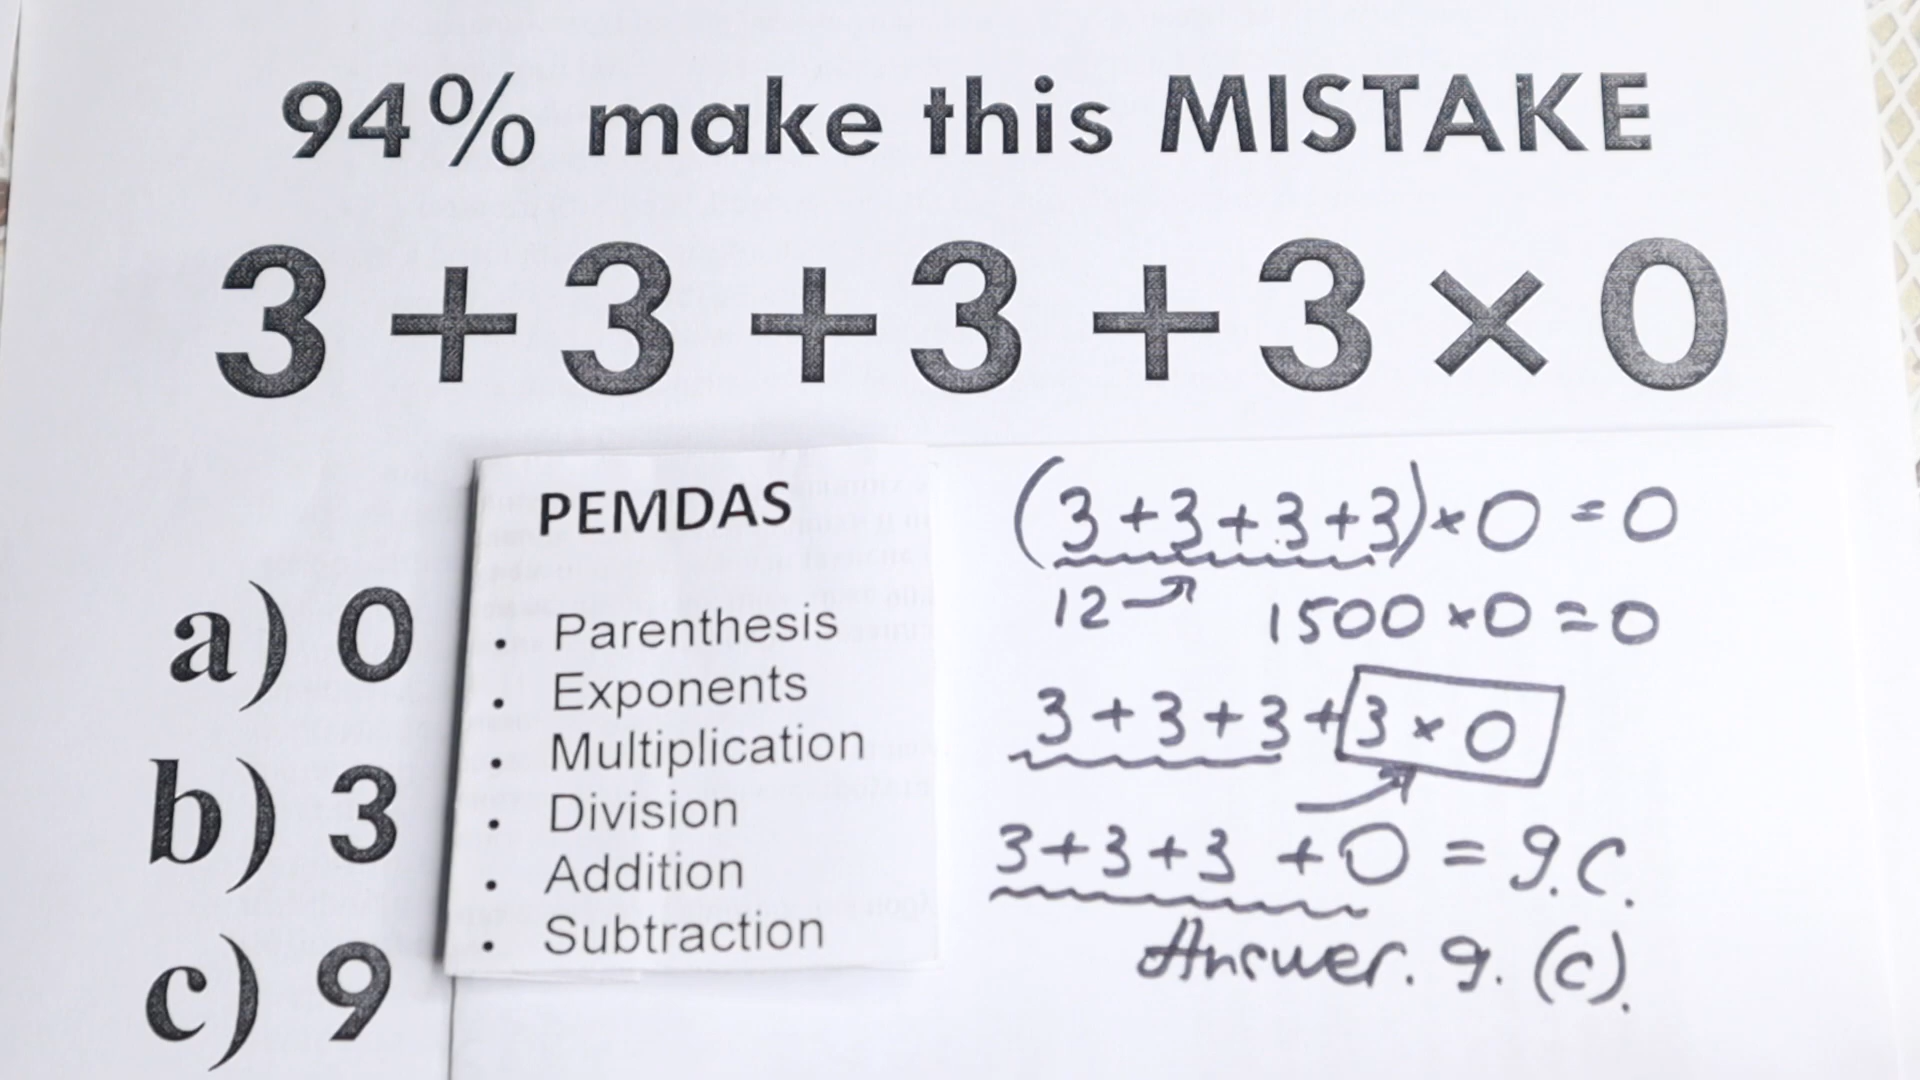 94% make this MISTAKE
3 + 3 + 3 + 3 × 0
a) 0
b) 3
c) 9
PEMDAS
• Parenthesis
• Exponents
• Multiplication
• Division
• Addition
• Subtraction
(3 + 3 + 3 + 3) × 0 = 0
12 1500 × 0 = 0
3 + 3 + 3 + 3 × 0
3 + 3 + 3 + 0 = 9. C.
Answer. 9. (c).